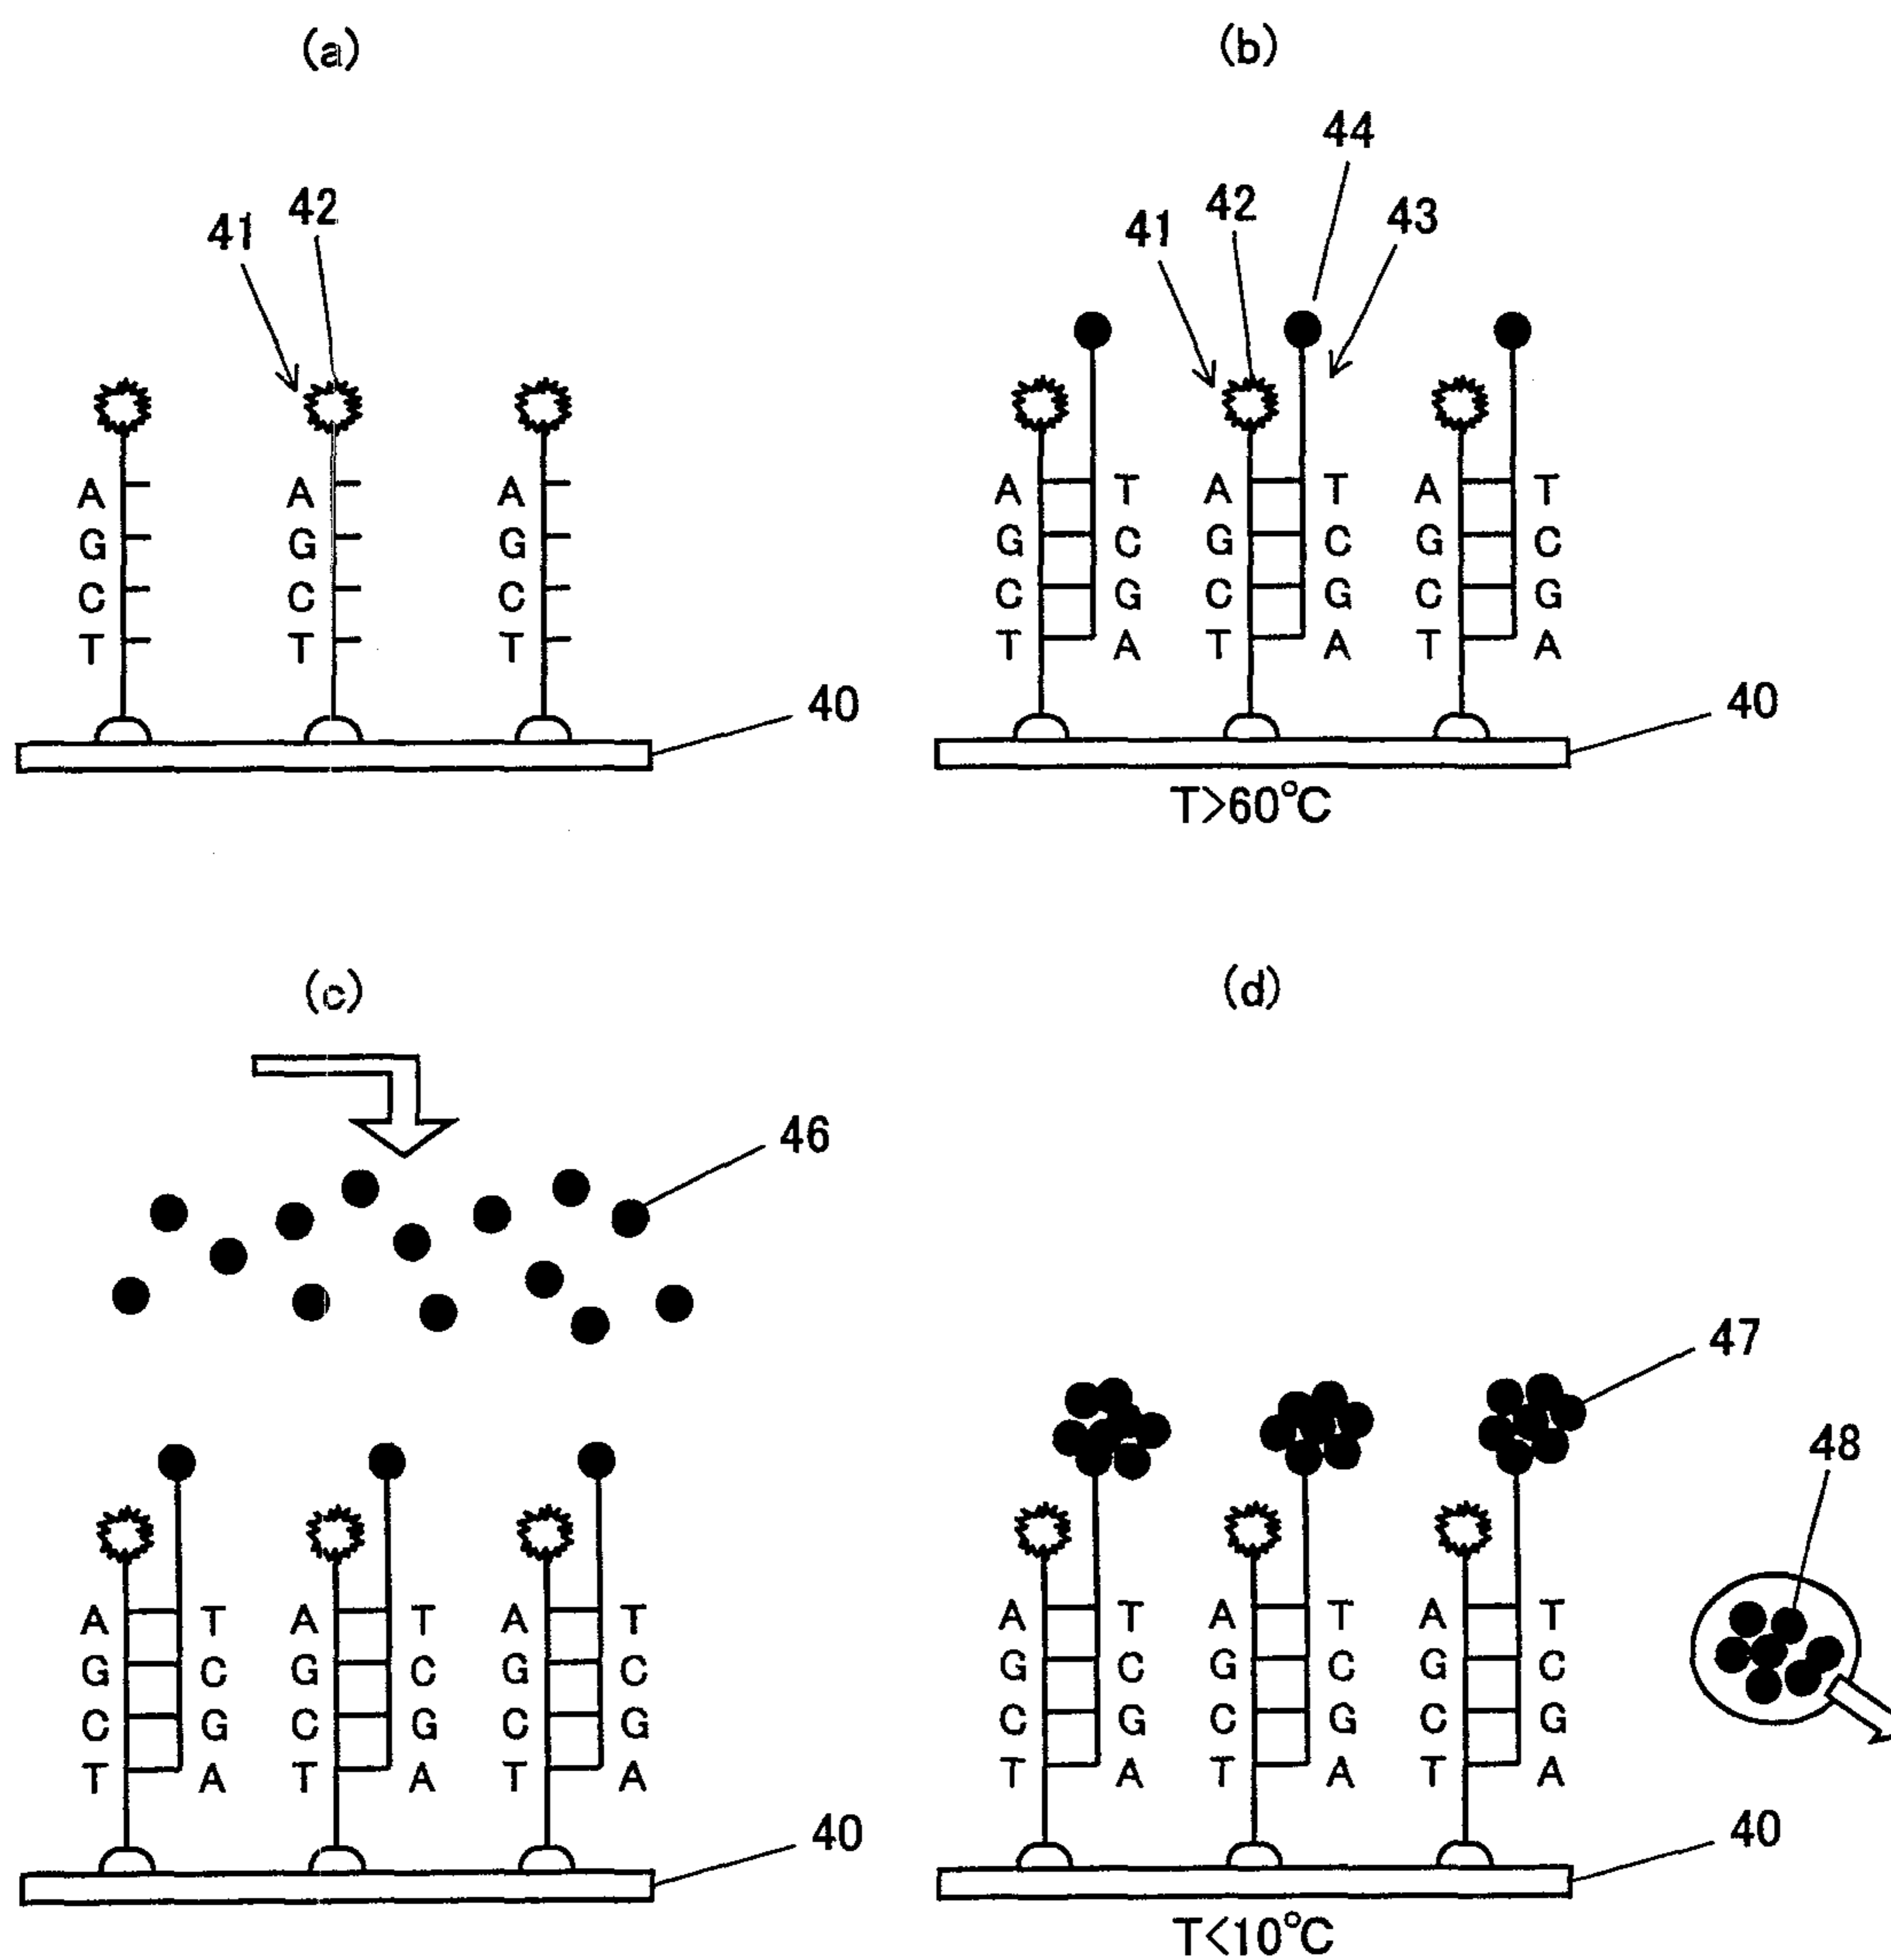 (a)
42
41
A A A
G G G
C C C
T T T
40
(b)
44
42
41 43
A T A T A T
G C G C G C
C G C G C G
T A T A T A
40
T>60°C
(c)
46
A T A T A T
G C G C G C
C G C G C G
T A T A T A
40
(d)
47
48
A T A T A T
G C G C G C
C G C G C G
T A T A T A
40
T<10°C